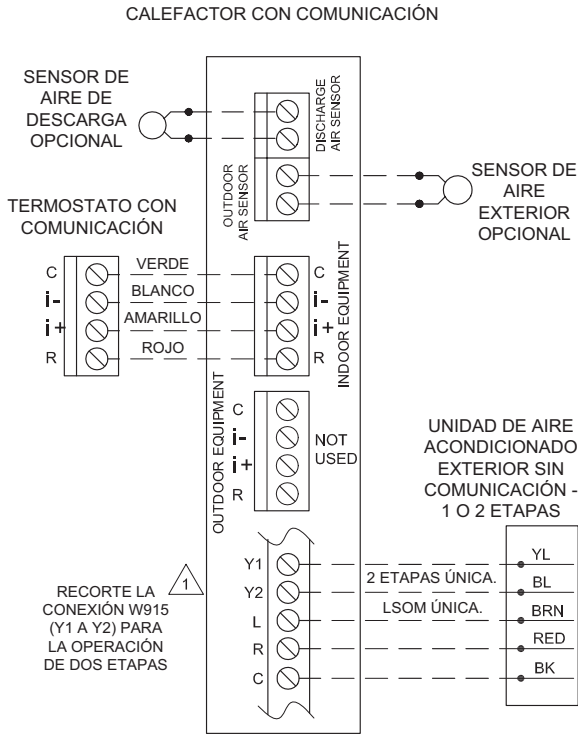 CALEFACTOR CON COMUNICACIÓN
SENSOR DE
AIRE DE
DESCARGA
OPCIONAL
DISCHARGE
AIR SENSOR
OUTDOOR
AIR SENSOR
SENSOR DE
AIRE
EXTERIOR
OPCIONAL
TERMOSTATO CON
COMUNICACIÓN
C
i-
i+
R
VERDE
BLANCO
AMARILLO
ROJO
C
i-
i+
R
INDOOR EQUIPMENT
OUTDOOR EQUIPMENT
C
i-
i+
R
NOT
USED
UNIDAD DE AIRE
ACONDICIONADO
EXTERIOR SIN
COMUNICACIÓN -
1 O 2 ETAPAS
1
RECORTE LA
CONEXIÓN W915
(Y1 A Y2) PARA
LA OPERACIÓN
DE DOS ETAPAS
Y1
Y2
L
R
C
2 ETAPAS ÚNICA.
LSOM ÚNICA.
YL
BL
BRN
RED
BK